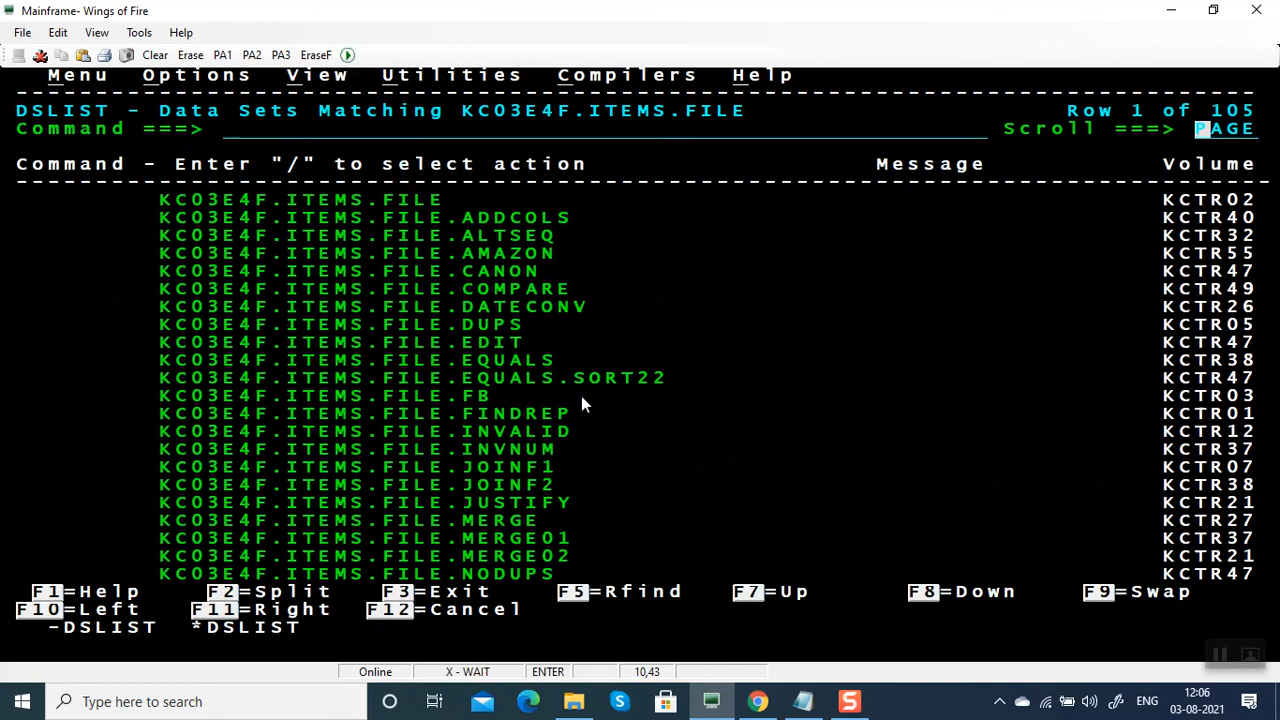 Mainframe- Wings of Fire
File Edit View Tools Help
Clear Erase PA1 PA2 PA3 EraseF
Menu Options View Utilities Compilers Help
DSLIST - Data Sets Matching KC03E4F.ITEMS.FILE Row 1 of 105
Command ===> Scroll ===> PAGE
Command - Enter "/" to select action Message Volume
KC03E4F.ITEMS.FILE KCTR02
KC03E4F.ITEMS.FILE.ADDCOLS KCTR40
KC03E4F.ITEMS.FILE.ALTSEQ KCTR32
KC03E4F.ITEMS.FILE.AMAZON KCTR55
KC03E4F.ITEMS.FILE.CANON KCTR47
KC03E4F.ITEMS.FILE.COMPARE KCTR49
KC03E4F.ITEMS.FILE.DATECONV KCTR26
KC03E4F.ITEMS.FILE.DUPS KCTR05
KC03E4F.ITEMS.FILE.EDIT KCTR47
KC03E4F.ITEMS.FILE.EQUALS KCTR38
KC03E4F.ITEMS.FILE.EQUALS.SORT22 KCTR47
KC03E4F.ITEMS.FILE.FB KCTR03
KC03E4F.ITEMS.FILE.FINDREP KCTR01
KC03E4F.ITEMS.FILE.INVALID KCTR12
KC03E4F.ITEMS.FILE.INVNUM KCTR37
KC03E4F.ITEMS.FILE.JOINF1 KCTR07
KC03E4F.ITEMS.FILE.JOINF2 KCTR38
KC03E4F.ITEMS.FILE.JUSTIFY KCTR21
KC03E4F.ITEMS.FILE.MERGE KCTR27
KC03E4F.ITEMS.FILE.MERGE01 KCTR37
KC03E4F.ITEMS.FILE.MERGE02 KCTR21
KC03E4F.ITEMS.FILE.NODUPS KCTR47
F1=Help F2=Split F3=Exit F5=Rfind F7=Up F8=Down F9=Swap
F10=Left F11=Right F12=Cancel
-DSLIST *DSLIST
Online X - WAIT ENTER 10,43
Type here to search ENG 12:06
03-08-2021